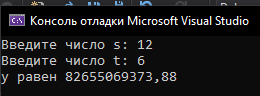 Консоль отладки Microsoft Visual Studio
Введите число s: 12
Введите число t: 6
y равен 82655069373,88